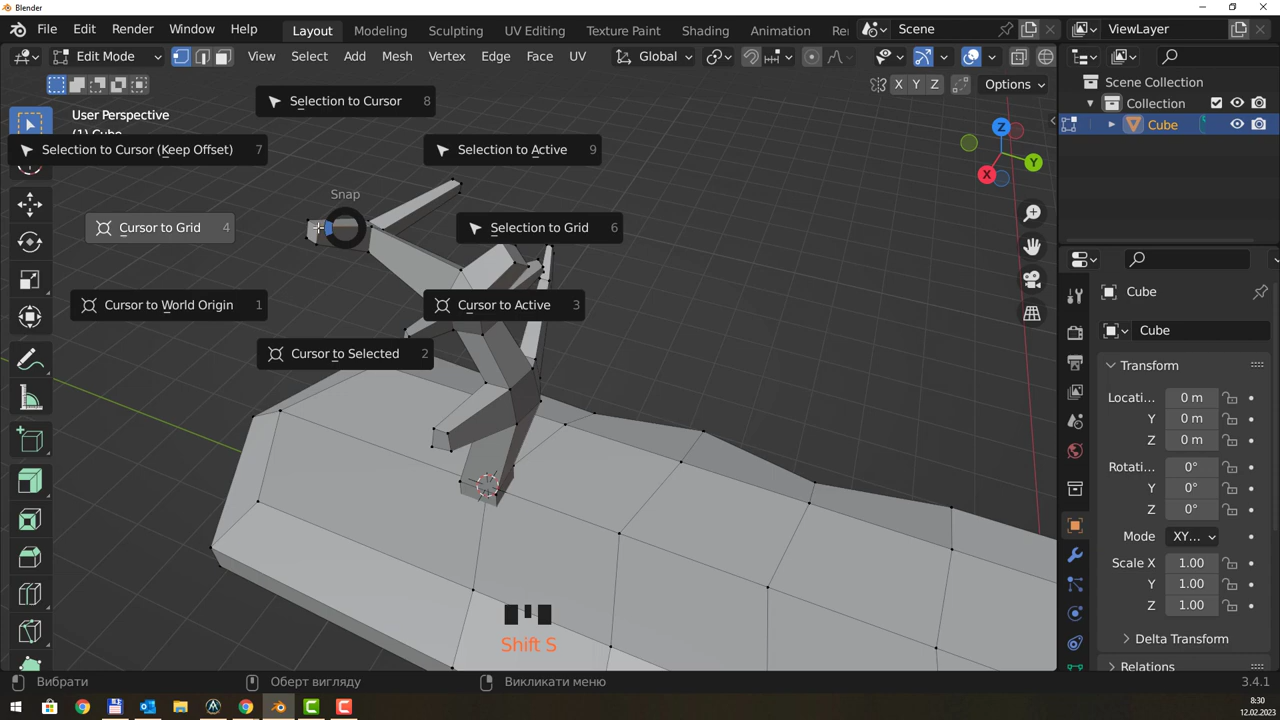 Blender
File Edit Render Window Help Layout Modeling Sculpting UV Editing Texture Paint Shading Animation Re Scene ViewLayer
Edit Mode View Select Add Mesh Vertex Edge Face UV Global
X Y Z Options
Scene Collection
Collection
Cube
User Perspective
(1) Cube
Selection to Cursor 8
Selection to Cursor (Keep Offset) 7
Selection to Active 9
Snap
Cursor to Grid 4
Selection to Grid 6
Cursor to World Origin 1
Cursor to Active 3
Cursor to Selected 2
Z
Y
X
Cube
Cube
Transform
Locati... 0 m
Y 0 m
Z 0 m
Rotati... 0°
Y 0°
Z 0°
Mode XY...
Scale X 1.00
Y 1.00
Z 1.00
Delta Transform
Relations
Shift S
Вибрати Оберт вигляду Викликати меню 3.4.1
8:30
12.02.2023